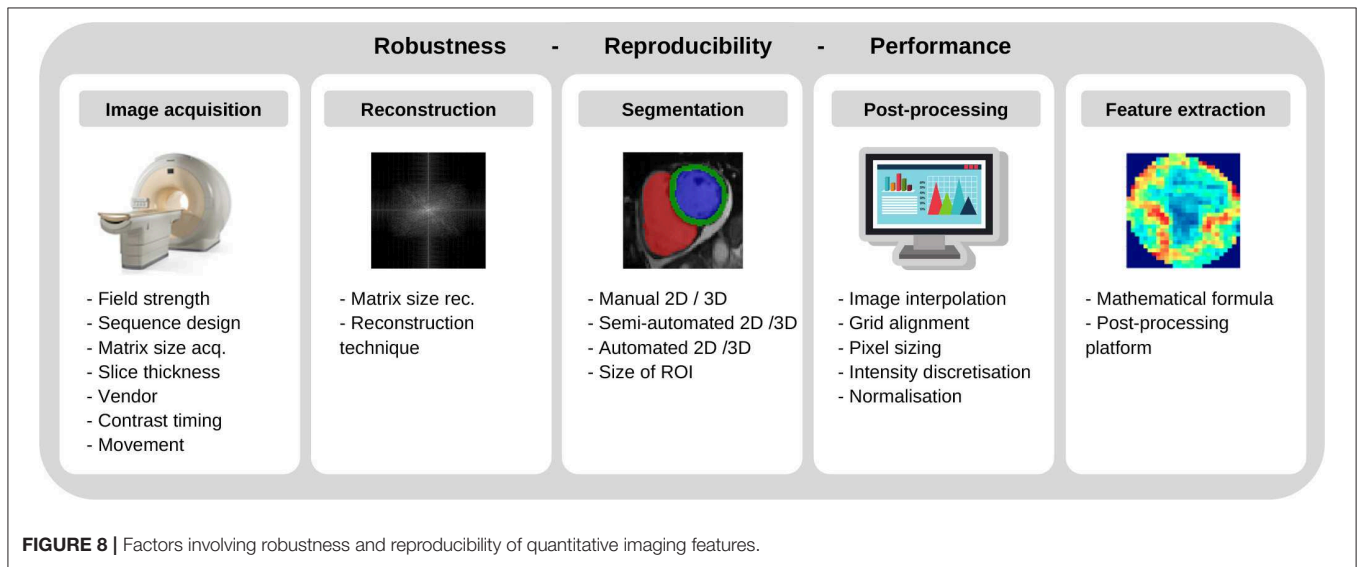 Robustness - Reproducibility - Performance
Image acquisition
- Field strength
- Sequence design
- Matrix size acq.
- Slice thickness
- Vendor
- Contrast timing
- Movement
Reconstruction
- Matrix size rec.
- Reconstruction
technique
Segmentation
- Manual 2D / 3D
- Semi-automated 2D /3D
- Automated 2D /3D
- Size of ROI
Post-processing
- Image interpolation
- Grid alignment
- Pixel sizing
- Intensity discretisation
- Normalisation
Feature extraction
- Mathematical formula
- Post-processing
platform
FIGURE 8 | Factors involving robustness and reproducibility of quantitative imaging features.